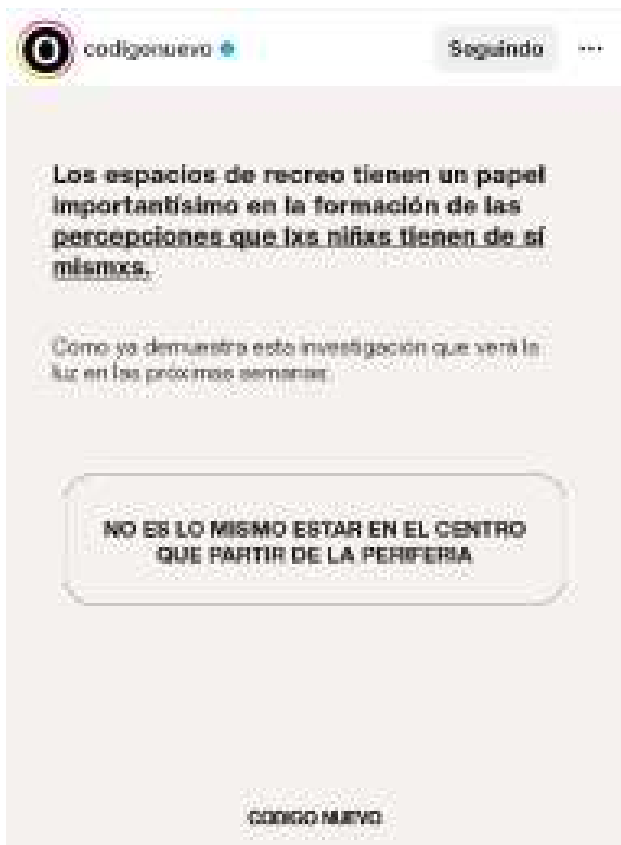 codigonuevo
Seguindo
Los espacios de recreo tienen un papel
importantísimo en la formación de las
percepciones que lxs niñxs tienen de sí
mismxs.
Como ya demuestra esta investigación que verá la
luz en las próximas semanas.
NO ES LO MISMO ESTAR EN EL CENTRO
QUE PARTIR DE LA PERIFERIA
CODIGO NUEVO